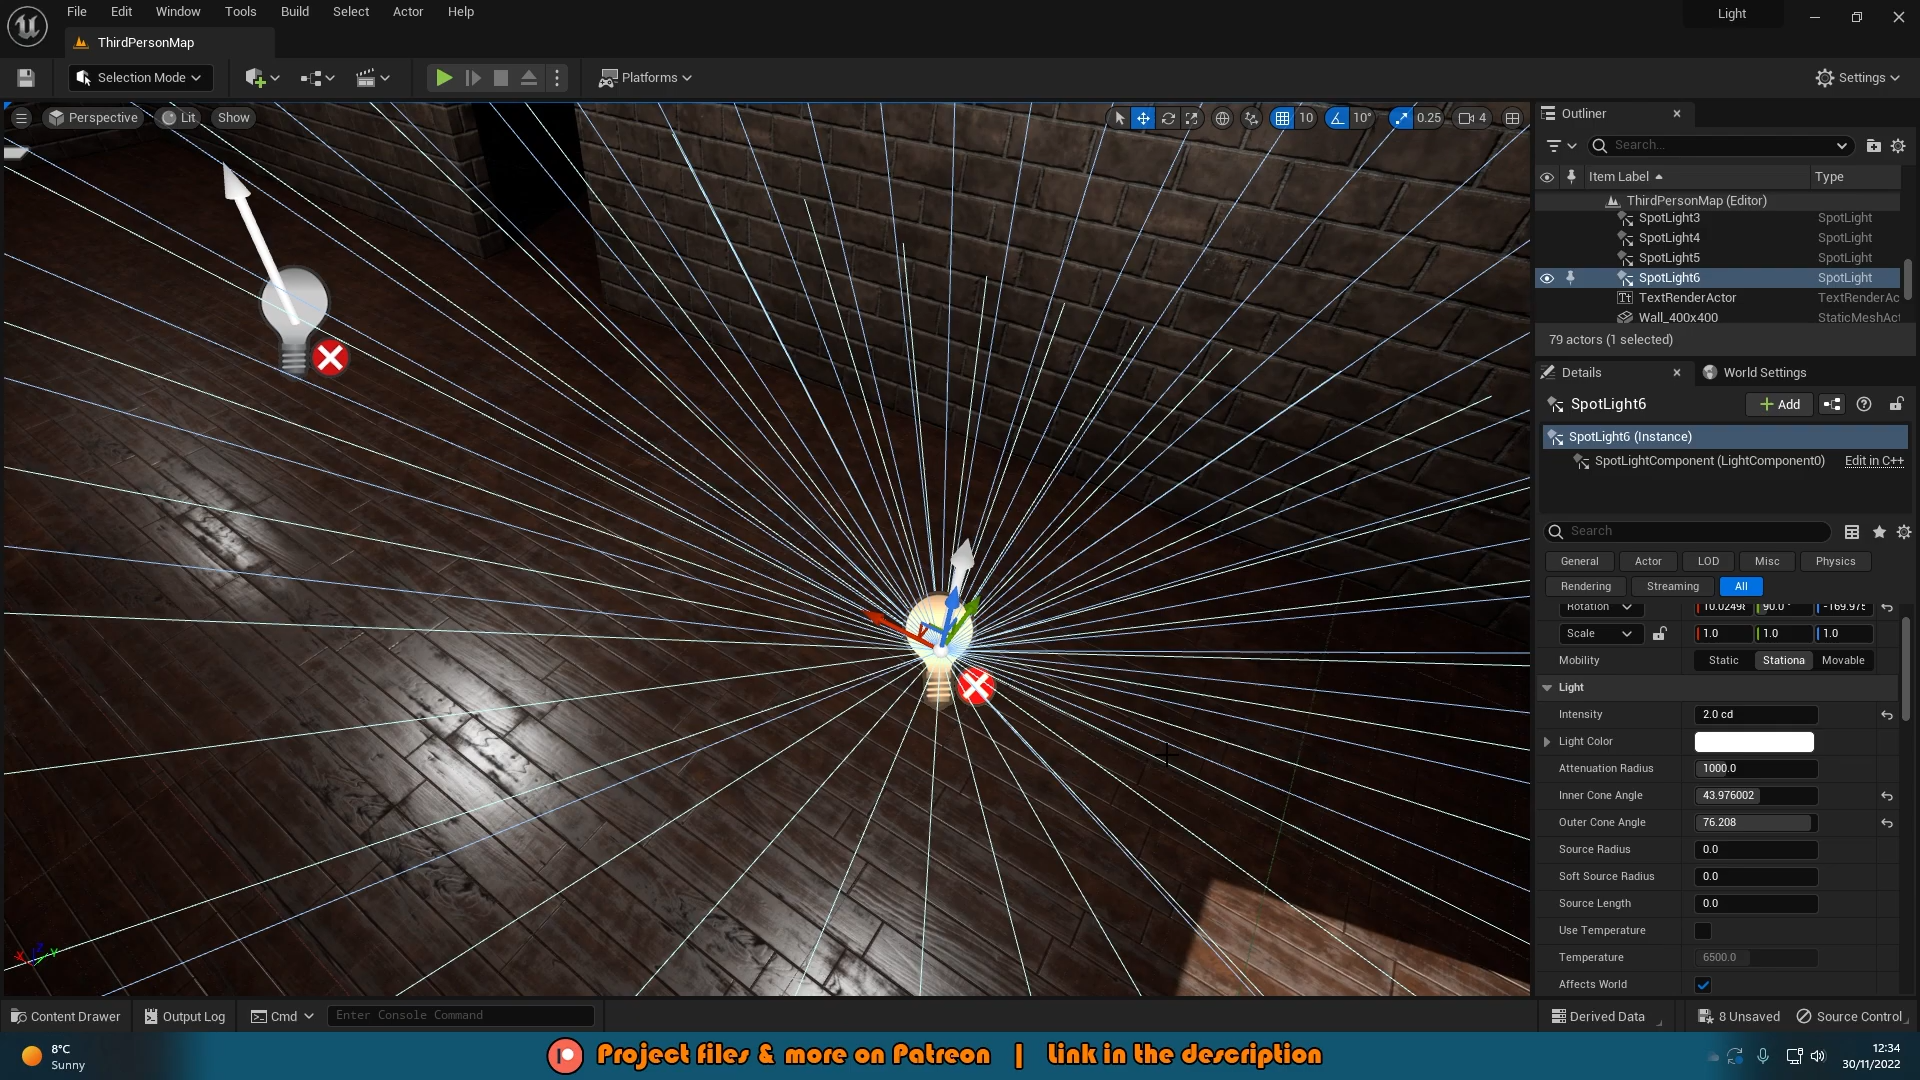 File Edit Window Tools Build Select Actor Help
Light
ThirdPersonMap
Selection Mode
Platforms
Settings
Perspective Lit Show
10 10° 0.25 4
Outliner
Search...
Item Label Type
ThirdPersonMap (Editor)
SpotLight3 SpotLight
SpotLight4 SpotLight
SpotLight5 SpotLight
SpotLight6 SpotLight
TextRenderActor TextRenderAc
Wall_400x400 StaticMeshAct
79 actors (1 selected)
Details World Settings
SpotLight6 Add
SpotLight6 (Instance)
SpotLightComponent (LightComponent0) Edit in C++
Search
General Actor LOD Misc Physics
Rendering Streaming All
Rotation 10.02498 90.0° -169.975
Scale 1.0 1.0 1.0
Mobility Static Stationa Movable
Light
Intensity 2.0 cd
Light Color
Attenuation Radius 1000.0
Inner Cone Angle 43.976002
Outer Cone Angle 76.208
Source Radius 0.0
Soft Source Radius 0.0
Source Length 0.0
Use Temperature
Temperature 6500.0
Affects World
Content Drawer Output Log Cmd Enter Console Command Derived Data 8 Unsaved Source Control
8°C
Sunny
Project files & more on Patreon | Link in the description
12:34
30/11/2022